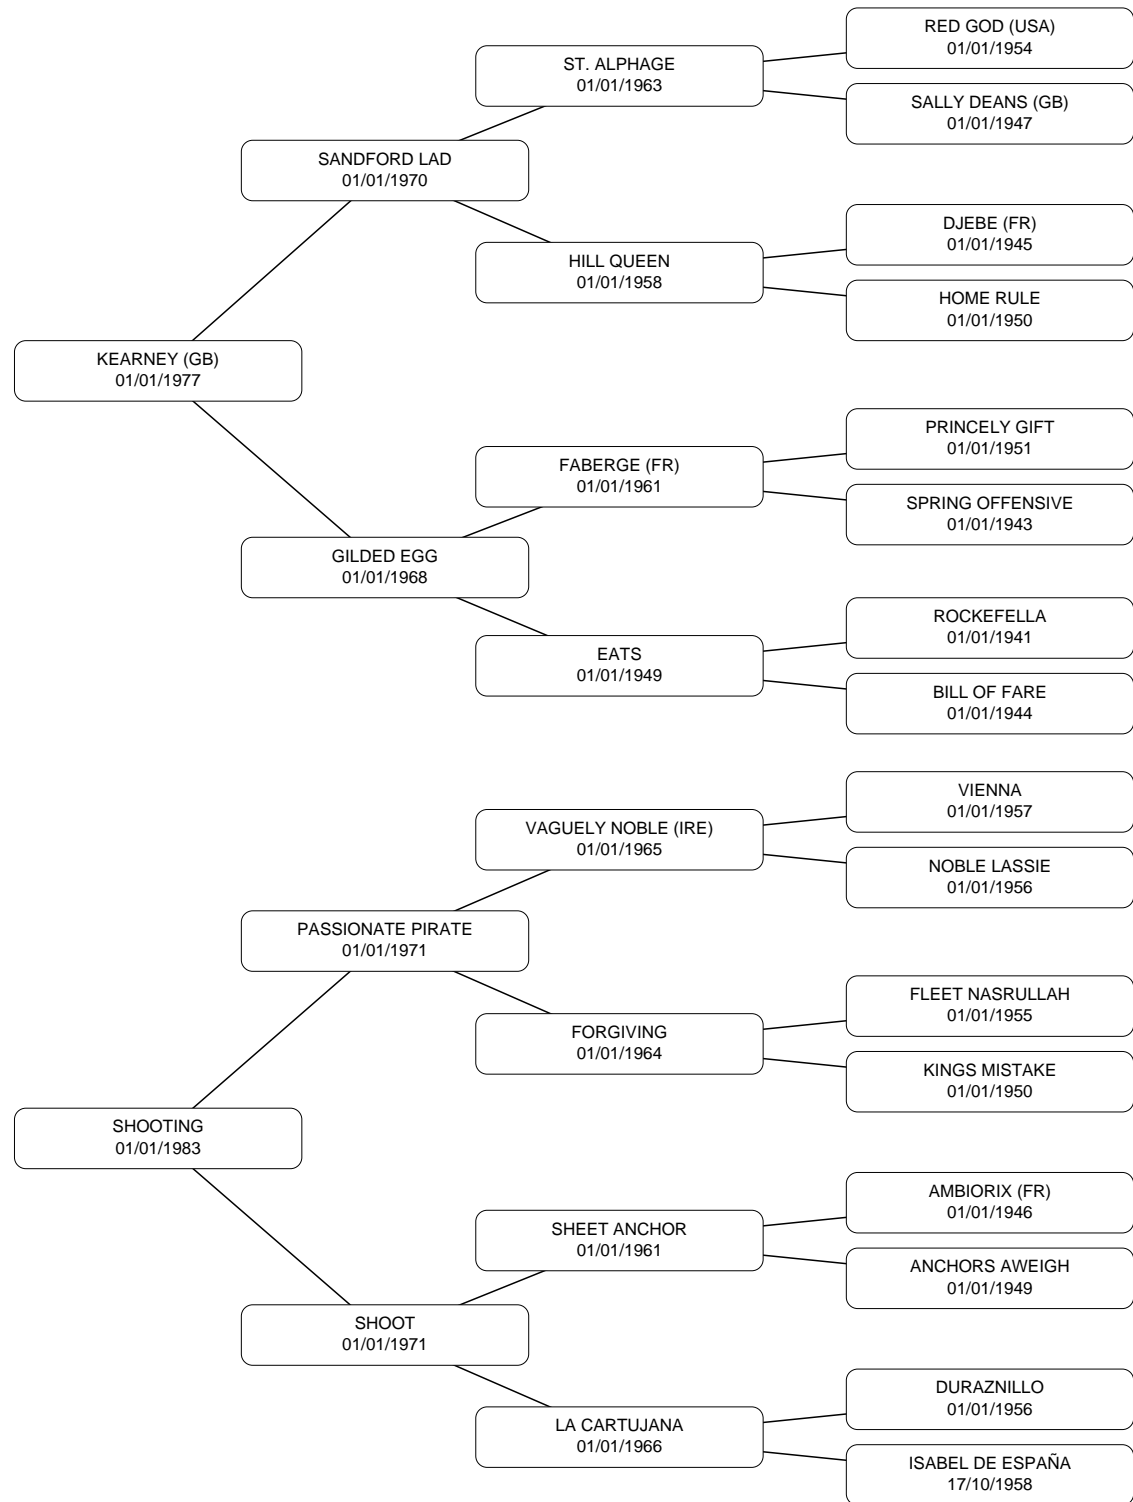 RED GOD (USA)
01/01/1954
ST. ALPHAGE
01/01/1963
SALLY DEANS (GB)
01/01/1947
SANDFORD LAD
01/01/1970
DJEBE (FR)
01/01/1945
HILL QUEEN
01/01/1958
HOME RULE
01/01/1950
KEARNEY (GB)
01/01/1977
PRINCELY GIFT
01/01/1951
FABERGE (FR)
01/01/1961
SPRING OFFENSIVE
01/01/1943
GILDED EGG
01/01/1968
ROCKEFELLA
01/01/1941
EATS
01/01/1949
BILL OF FARE
01/01/1944
VIENNA
01/01/1957
VAGUELY NOBLE (IRE)
01/01/1965
NOBLE LASSIE
01/01/1956
PASSIONATE PIRATE
01/01/1971
FLEET NASRULLAH
01/01/1955
FORGIVING
01/01/1964
KINGS MISTAKE
01/01/1950
SHOOTING
01/01/1983
AMBIORIX (FR)
01/01/1946
SHEET ANCHOR
01/01/1961
ANCHORS AWEIGH
01/01/1949
SHOOT
01/01/1971
DURAZNILLO
01/01/1956
LA CARTUJANA
01/01/1966
ISABEL DE ESPAÑA
17/10/1958